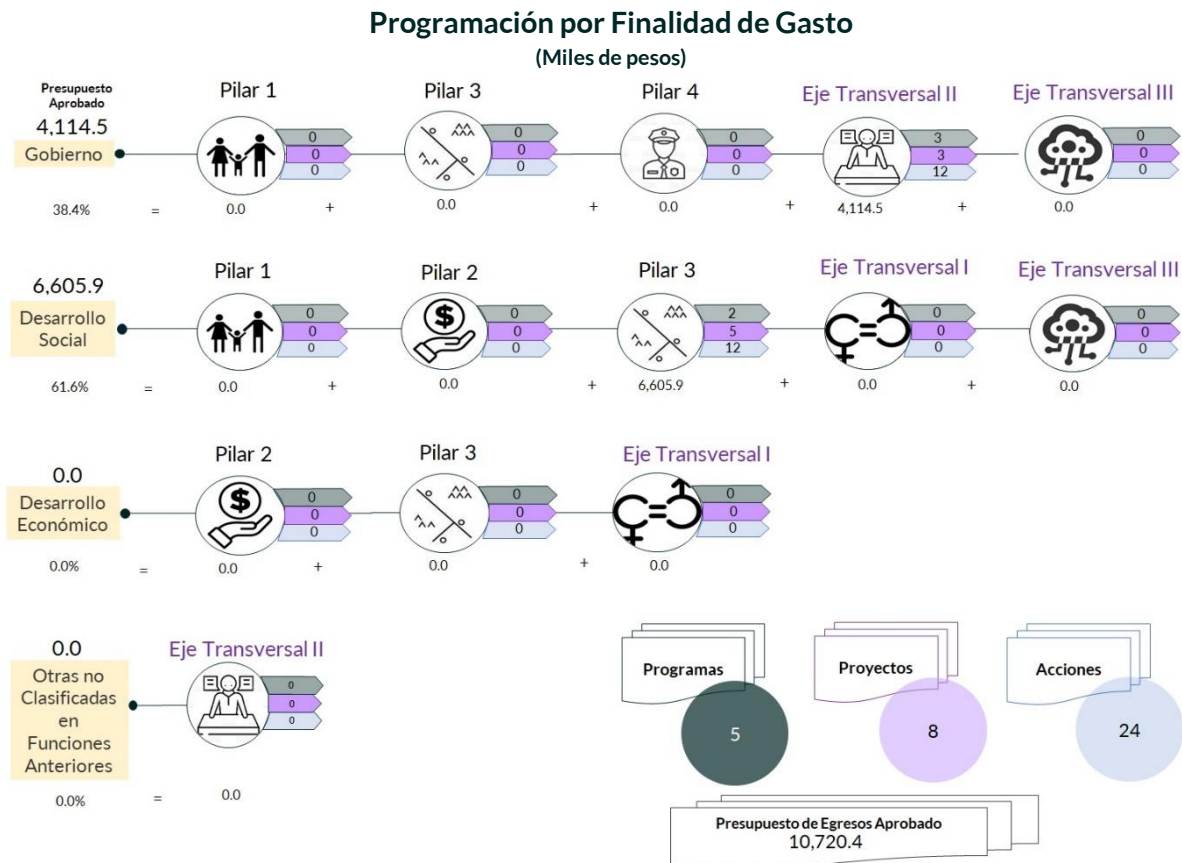 Programación por Finalidad de Gasto
(Miles de pesos)
Presupuesto
Aprobado
4,114.5
Gobierno
38.4%
=
Pilar 1
0
0
0
0.0
+
Pilar 3
0
0
0
0.0
+
Pilar 4
0
0
0
0.0
+
Eje Transversal II
3
3
12
4,114.5
+
Eje Transversal III
0
0
0
0.0
6,605.9
Desarrollo
Social
61.6%
=
Pilar 1
0
0
0
0.0
+
Pilar 2
$
0
0
0
0.0
+
Pilar 3
2
5
12
6,605.9
+
Eje Transversal I
0
0
0
0.0
+
Eje Transversal III
0
0
0
0.0
0.0
Desarrollo
Económico
0.0%
=
Pilar 2
$
0
0
0
0.0
+
Pilar 3
0
0
0
0.0
+
Eje Transversal I
0
0
0
0.0
0.0
Otras no
Clasificadas
en
Funciones
Anteriores
0.0%
=
Eje Transversal II
0
0
0
0.0
Programas
5
Proyectos
8
Acciones
24
Presupuesto de Egresos Aprobado
10,720.4